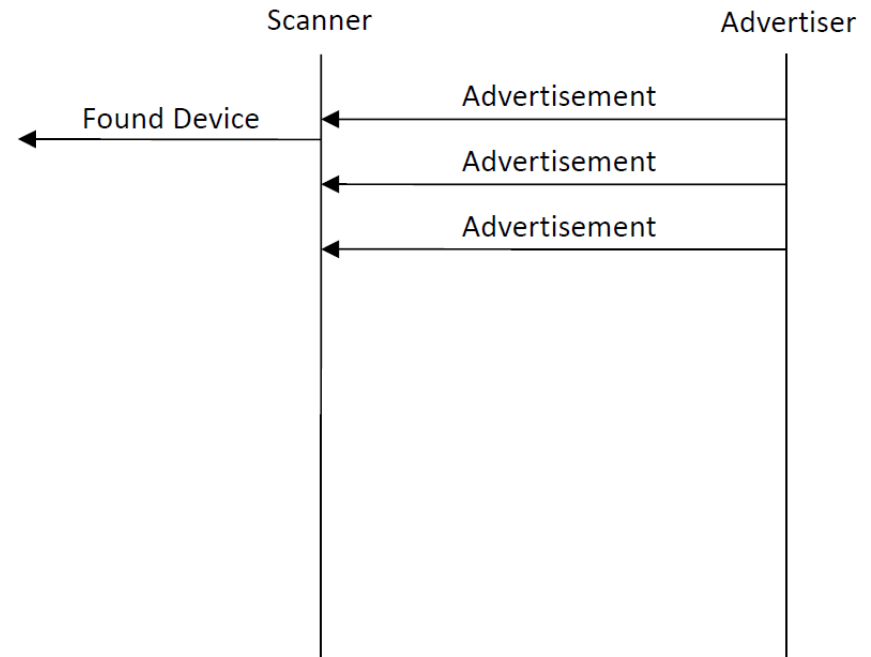 Scanner
Advertiser
Advertisement
Found Device
Advertisement
Advertisement